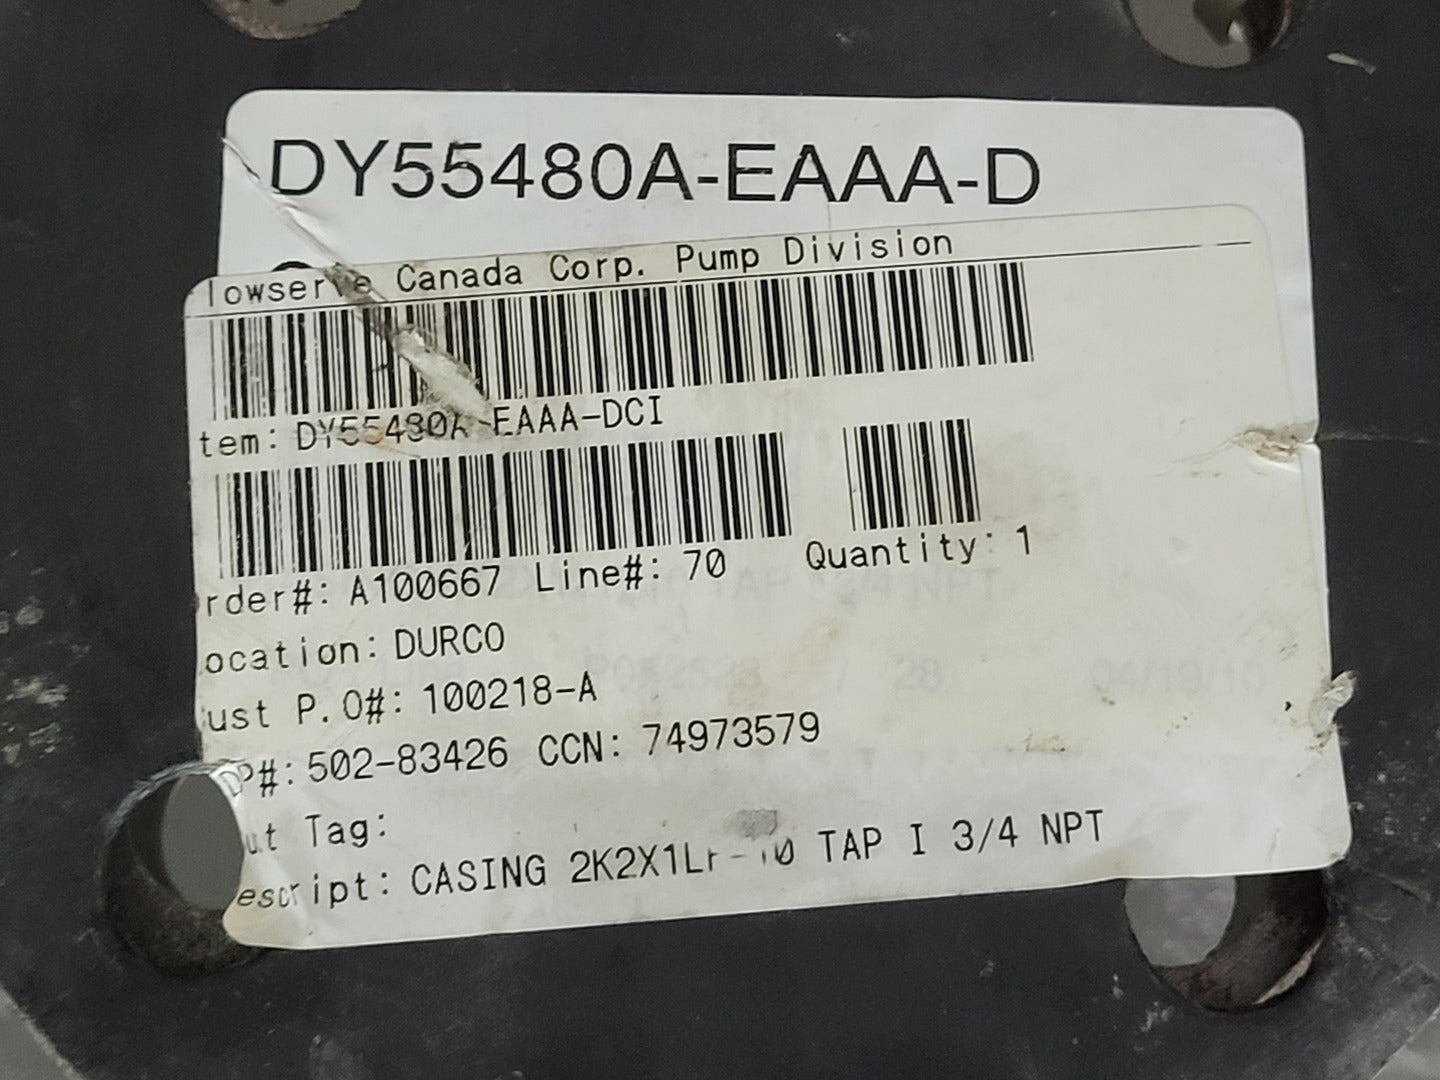 DY55480A-EAAA-D
lowserve Canada Corp. Pump Division
tem: DY55480A-EAAA-DCI
rder#: A100667 Line#: 70 Quantity: 1
ocation: DURCO
ust P.O#: 100218-A
P#: 502-83426 CCN: 74973579
ut Tag:
escript: CASING 2K2X1LF-10 TAP I 3/4 NPT